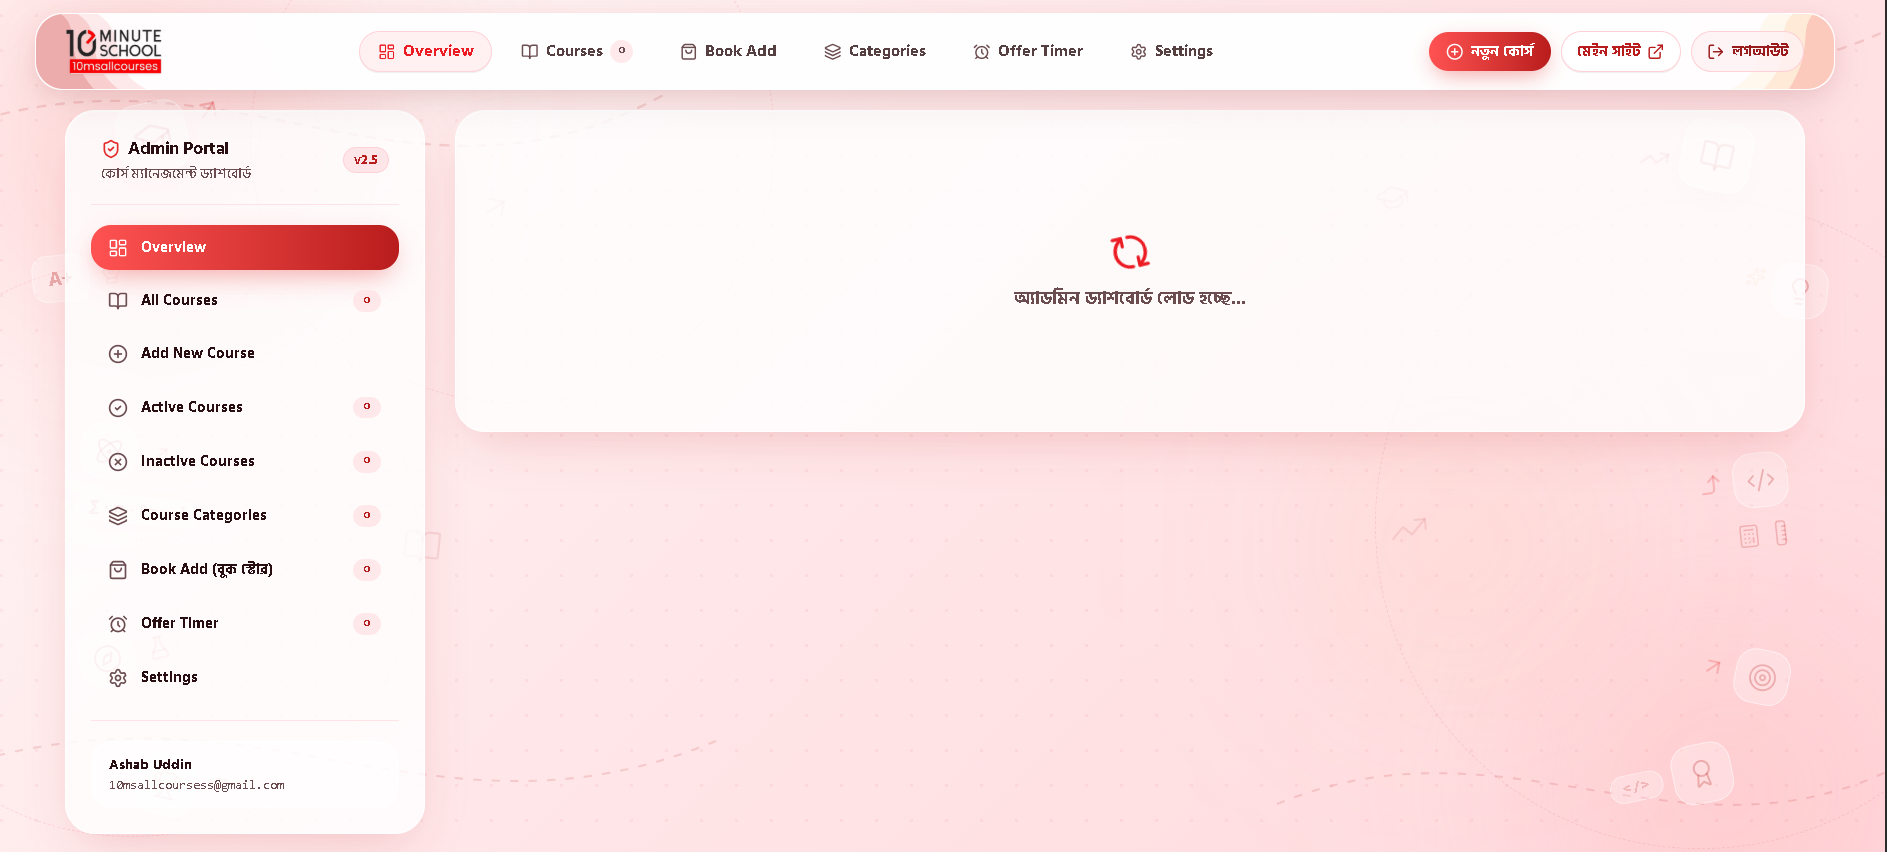 10 MINUTE SCHOOL
10msallcourses
Overview
Courses 0
Book Add
Categories
Offer Timer
Settings
নতুন কোর্স
মেইন সাইট
লগআউট
Admin Portal
কোর্স ম্যানেজমেন্ট ড্যাশবোর্ড
v2.5
Overview
All Courses 0
Add New Course
Active Courses 0
Inactive Courses 0
Course Categories 0
Book Add (বুক স্টোর) 0
Offer Timer 0
Settings
Ashab Uddin
10msallcoursess@gmail.com
অ্যাডমিন ড্যাশবোর্ড লোড হচ্ছে...